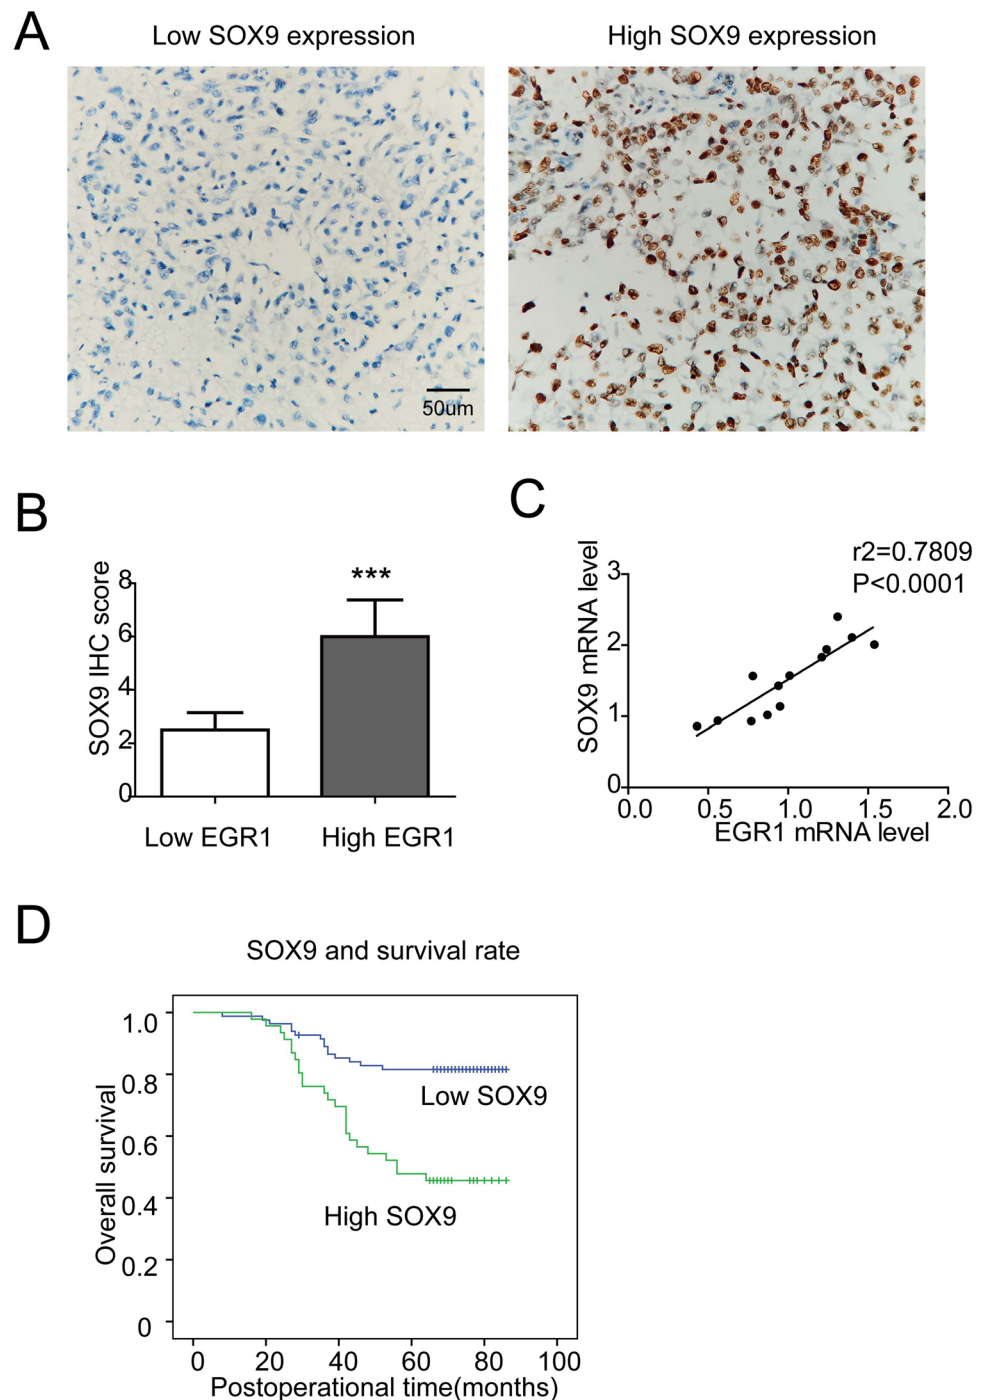 A
Low SOX9 expression
High SOX9 expression
50um
B
SOX9 IHC score
8
6
4
2
0
***
Low EGR1
High EGR1
C
r2=0.7809
P<0.0001
SOX9 mRNA level
3
2
1
0
0.0
0.5
1.0
1.5
2.0
EGR1 mRNA level
D
SOX9 and survival rate
Overall survival
1.0
0.8
0.6
0.4
0.2
0
Low SOX9
High SOX9
0
20
40
60
80
100
Postoperational time(months)